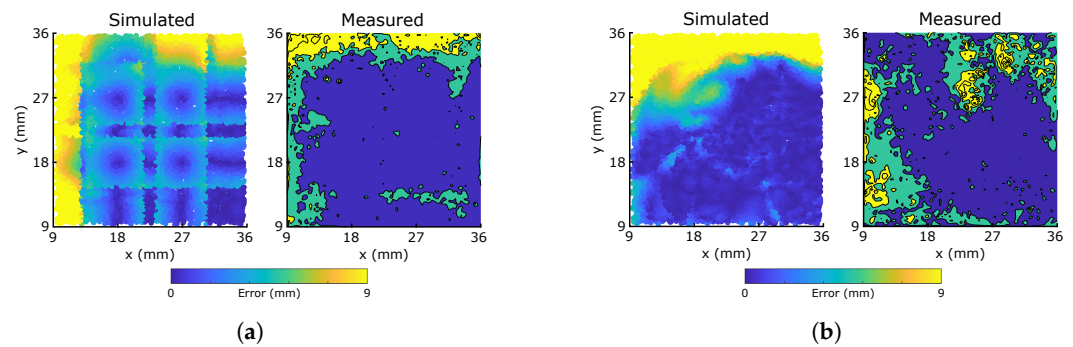 Simulated Measured
36 36
27 27
y (mm)
18 18
9 9
9 18 27 36 9 18 27 36
x (mm) x (mm)
0 Error (mm) 9
(a)
Simulated Measured
36 36
27 27
y (mm)
18 18
9 9
9 18 27 36 9 18 27 36
x (mm) x (mm)
0 Error (mm) 9
(b)